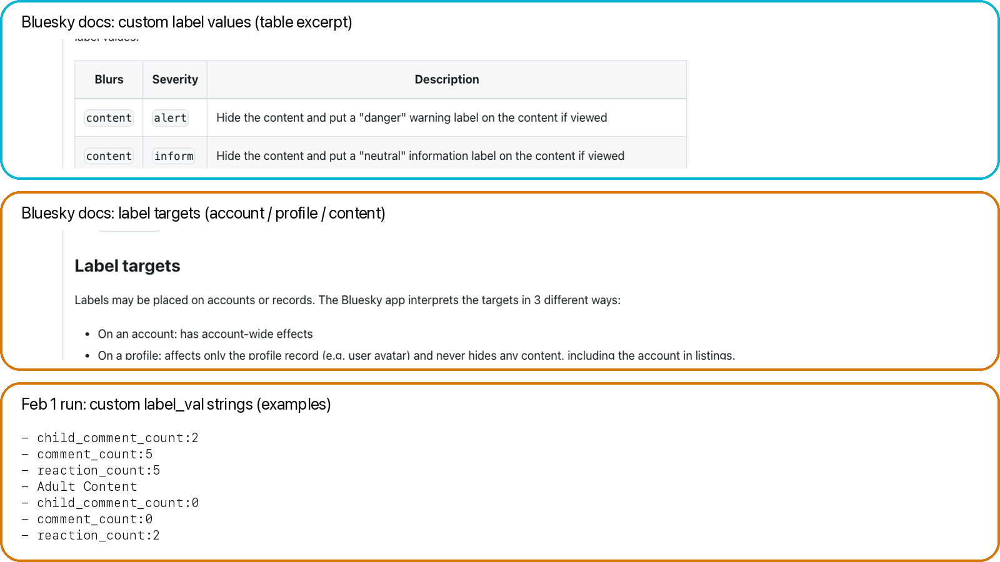 Bluesky docs: custom label values (table excerpt)
label values:
Blurs Severity Description
content alert Hide the content and put a "danger" warning label on the content if viewed
content inform Hide the content and put a "neutral" information label on the content if viewed
Bluesky docs: label targets (account / profile / content)
Label targets
Labels may be placed on accounts or records. The Bluesky app interprets the targets in 3 different ways:
• On an account: has account-wide effects
• On a profile: affects only the profile record (e.g. user avatar) and never hides any content, including the account in listings.
Feb 1 run: custom label_val strings (examples)
– child_comment_count:2
– comment_count:5
– reaction_count:5
– Adult Content
– child_comment_count:0
– comment_count:0
– reaction_count:2